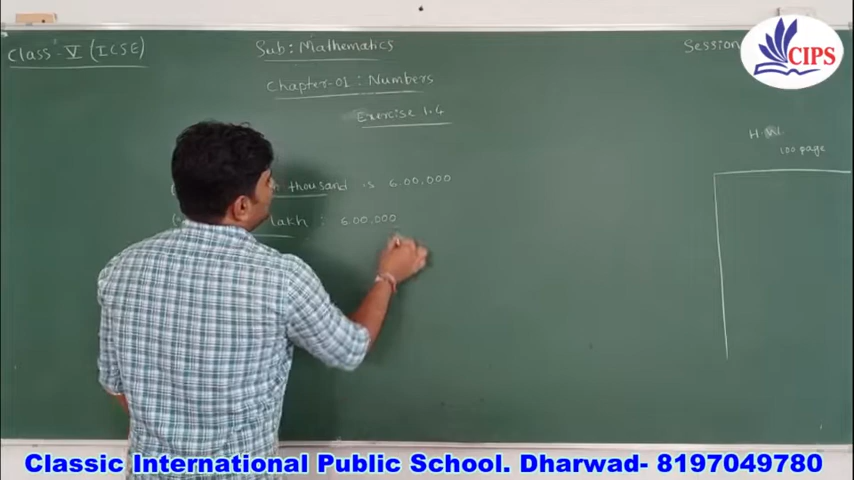 Class - V (ICSE)
Sub : Mathematics
Session
CIPS
Chapter-01 : Numbers
Exercise 1.4
H.W.
100 page
thousand is 6,00,000
lakh : 6,00,000
Classic International Public School. Dharwad- 8197049780